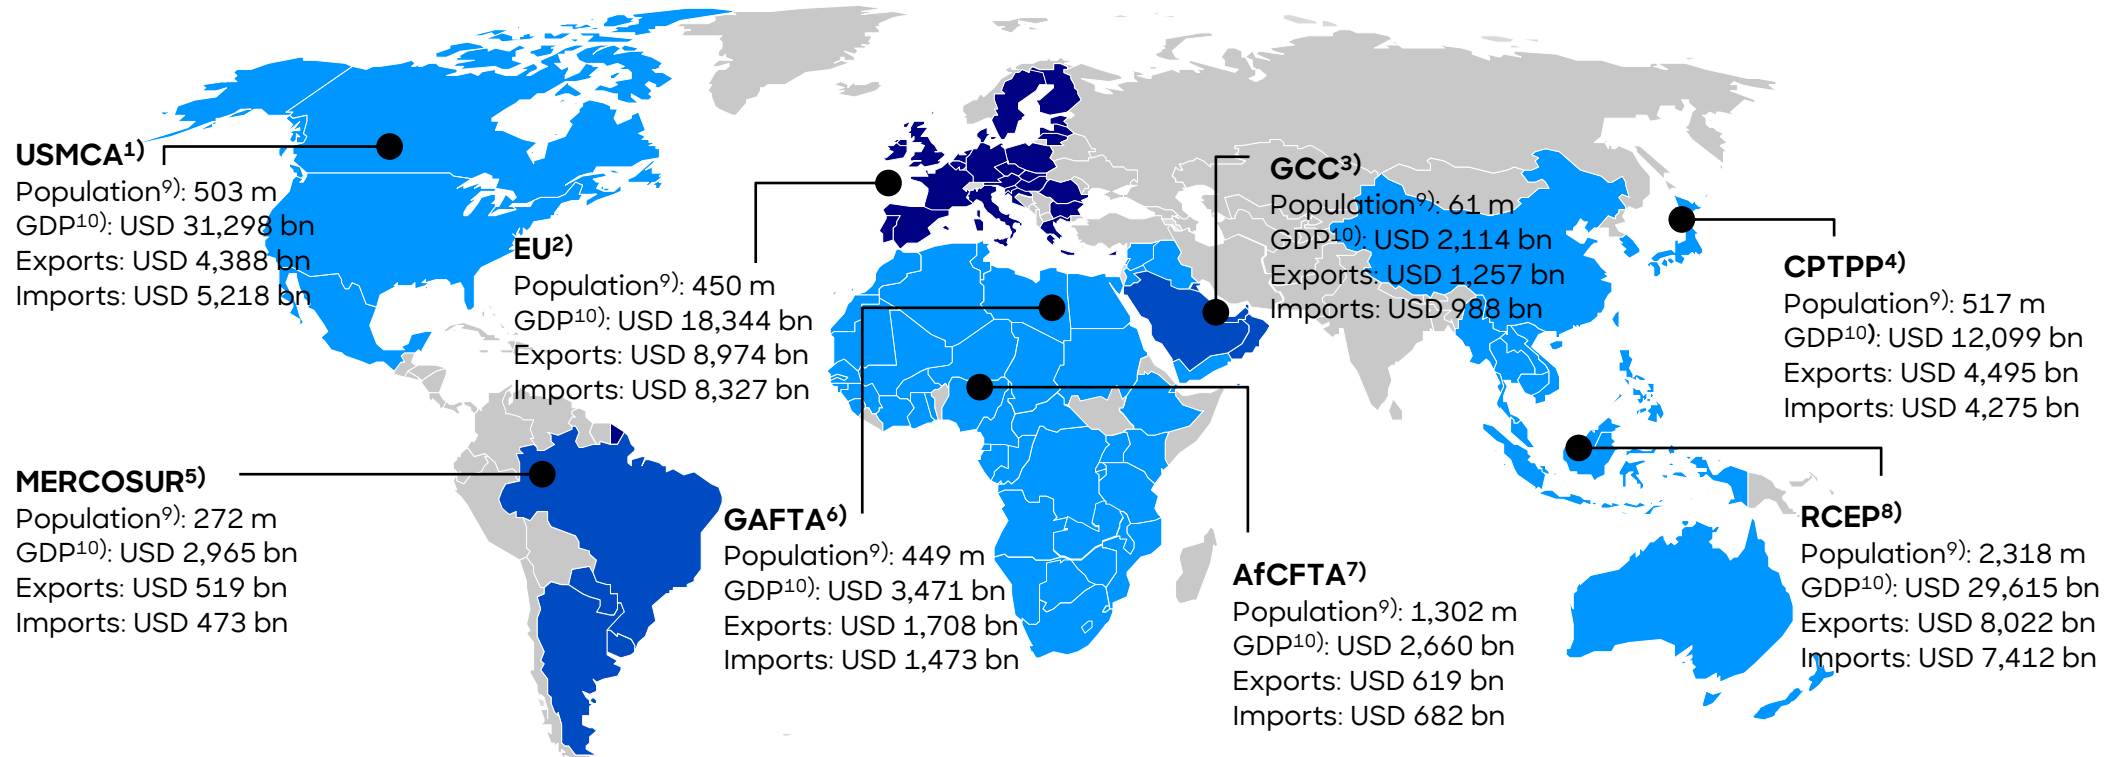 USMCA¹⁾
Population⁹⁾: 503 m
GDP¹⁰⁾: USD 31,298 bn
Exports: USD 4,388 bn
Imports: USD 5,218 bn
EU²⁾
Population⁹⁾: 450 m
GDP¹⁰⁾: USD 18,344 bn
Exports: USD 8,974 bn
Imports: USD 8,327 bn
GCC³⁾
Population⁹⁾: 61 m
GDP¹⁰⁾: USD 2,114 bn
Exports: USD 1,257 bn
Imports: USD 988 bn
CPTPP⁴⁾
Population⁹⁾: 517 m
GDP¹⁰⁾: USD 12,099 bn
Exports: USD 4,495 bn
Imports: USD 4,275 bn
MERCOSUR⁵⁾
Population⁹⁾: 272 m
GDP¹⁰⁾: USD 2,965 bn
Exports: USD 519 bn
Imports: USD 473 bn
GAFTA⁶⁾
Population⁹⁾: 449 m
GDP¹⁰⁾: USD 3,471 bn
Exports: USD 1,708 bn
Imports: USD 1,473 bn
AfCFTA⁷⁾
Population⁹⁾: 1,302 m
GDP¹⁰⁾: USD 2,660 bn
Exports: USD 619 bn
Imports: USD 682 bn
RCEP⁸⁾
Population⁹⁾: 2,318 m
GDP¹⁰⁾: USD 29,615 bn
Exports: USD 8,022 bn
Imports: USD 7,412 bn